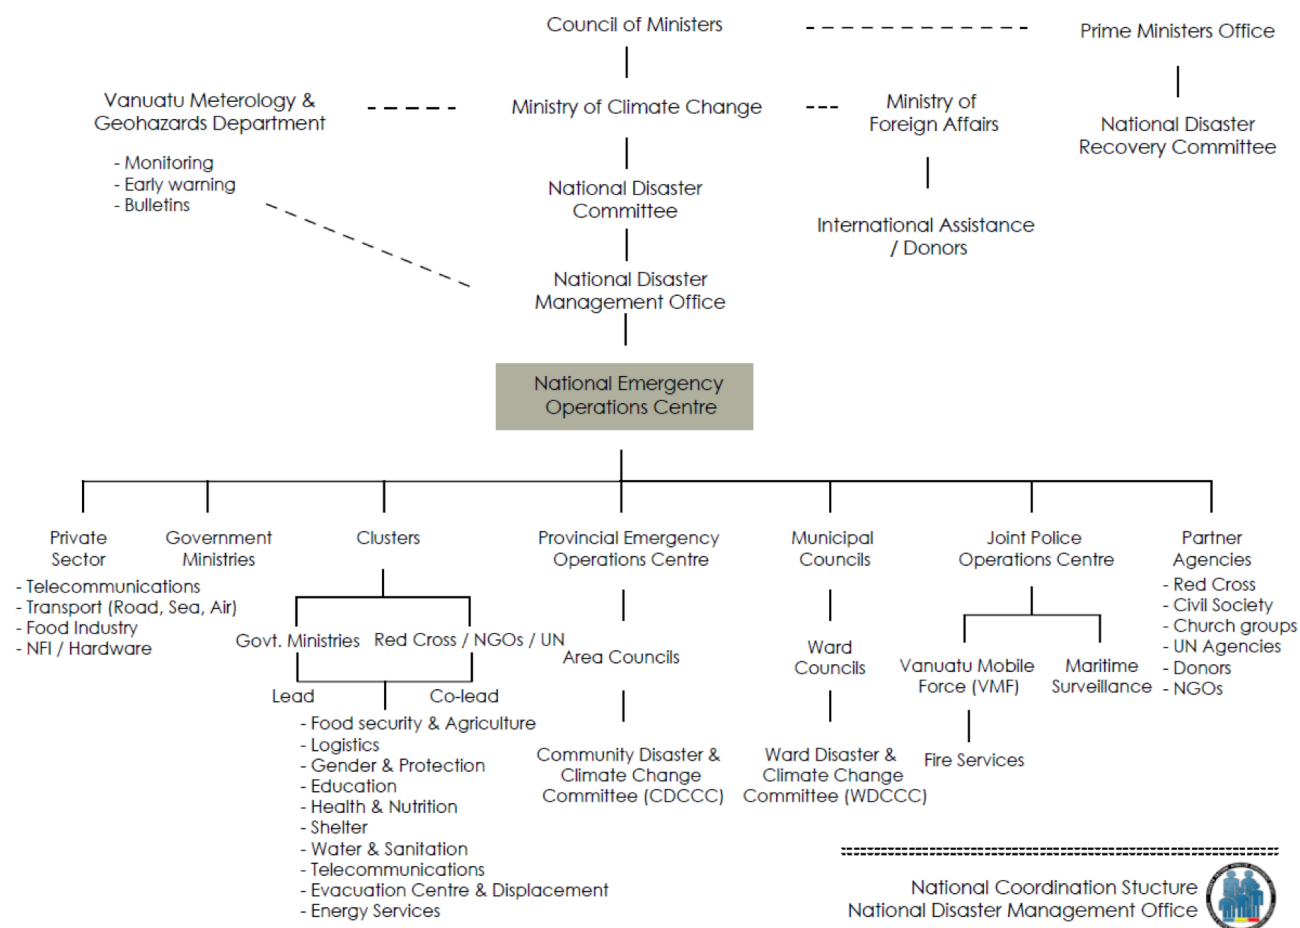 Council of Ministers
Prime Ministers Office
Vanuatu Meterology &
Geohazards Department
- Monitoring
- Early warning
- Bulletins
Ministry of Climate Change
Ministry of
Foreign Affairs
National Disaster
Recovery Committee
National Disaster
Committee
International Assistance
/ Donors
National Disaster
Management Office
National Emergency
Operations Centre
Private
Sector
- Telecommunications
- Transport (Road, Sea, Air)
- Food Industry
- NFI / Hardware
Government
Ministries
Clusters
Govt. Ministries
Red Cross / NGOs / UN
Lead
Co-lead
- Food security & Agriculture
- Logistics
- Gender & Protection
- Education
- Health & Nutrition
- Shelter
- Water & Sanitation
- Telecommunications
- Evacuation Centre & Displacement
- Energy Services
Provincial Emergency
Operations Centre
Area Councils
Community Disaster &
Climate Change
Committee (CDCCC)
Municipal
Councils
Ward
Councils
Ward Disaster &
Climate Change
Committee (WDCCC)
Joint Police
Operations Centre
Vanuatu Mobile
Force (VMF)
Maritime
Surveillance
Fire Services
Partner
Agencies
- Red Cross
- Civil Society
- Church groups
- UN Agencies
- Donors
- NGOs
National Coordination Stucture
National Disaster Management Office